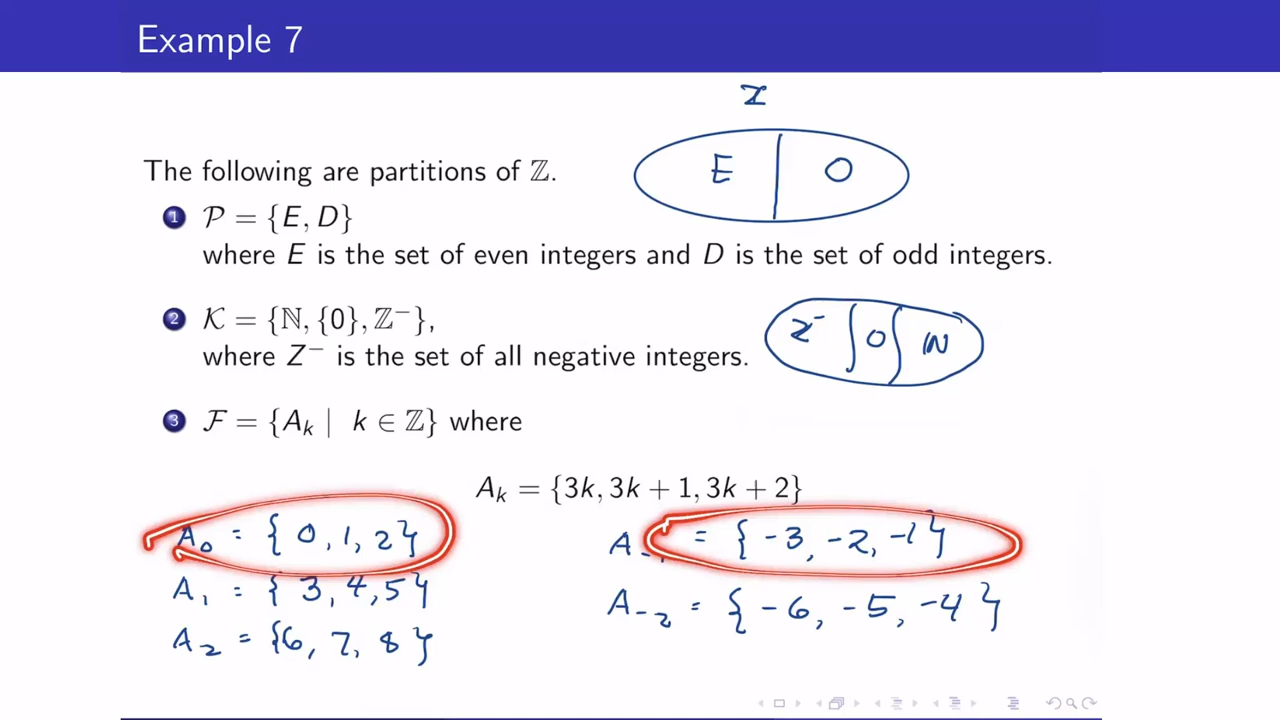 Example 7
ℤ
E O
The following are partitions of ℤ.
1 𝒫 = {E, D}
where E is the set of even integers and D is the set of odd integers.
2 𝒦 = {ℕ, {0}, ℤ⁻},
where Z⁻ is the set of all negative integers.
ℤ⁻ 0 ℕ
3 ℱ = {Aₖ | k ∈ ℤ} where
Aₖ = {3k, 3k + 1, 3k + 2}
A₀ = {0, 1, 2}
A₋₁ = {-3, -2, -1}
A₁ = {3, 4, 5}
A₋₂ = {-6, -5, -4}
A₂ = {6, 7, 8}